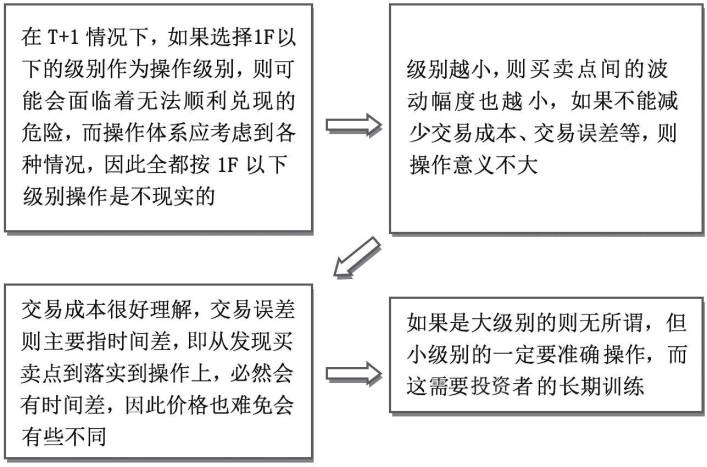 在 T+1 情况下，如果选择1F以
下的级别作为操作级别，则可
能会面临着无法顺利兑现的
危险，而操作体系应考虑到各
种情况，因此全都按 1F 以下
级别操作是不现实的
级别越小，则买卖点间的波
动幅度也越小，如果不能减
少交易成本、交易误差等，则
操作意义不大
交易成本很好理解，交易误差
则主要指时间差，即从发现买
卖点到落实到操作上，必然会
有时间差，因此价格也难免会
有些不同
如果是大级别的则无所谓，但
小级别的一定要准确操作，而
这需要投资者的长期训练